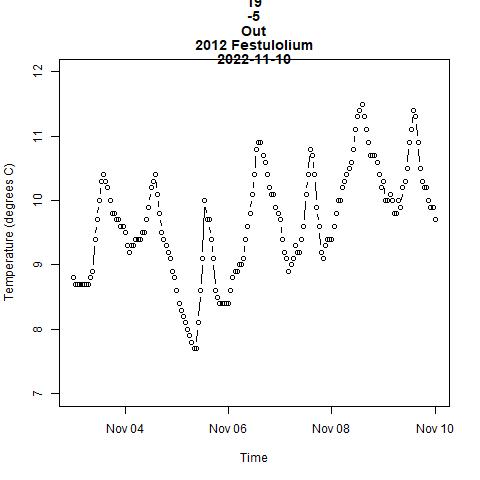 19
-5
Out
2012 Festulolium
2022-11-10
Temperature (degrees C)
12
11
10
9
8
7
Nov 04 Nov 06 Nov 08 Nov 10
Time